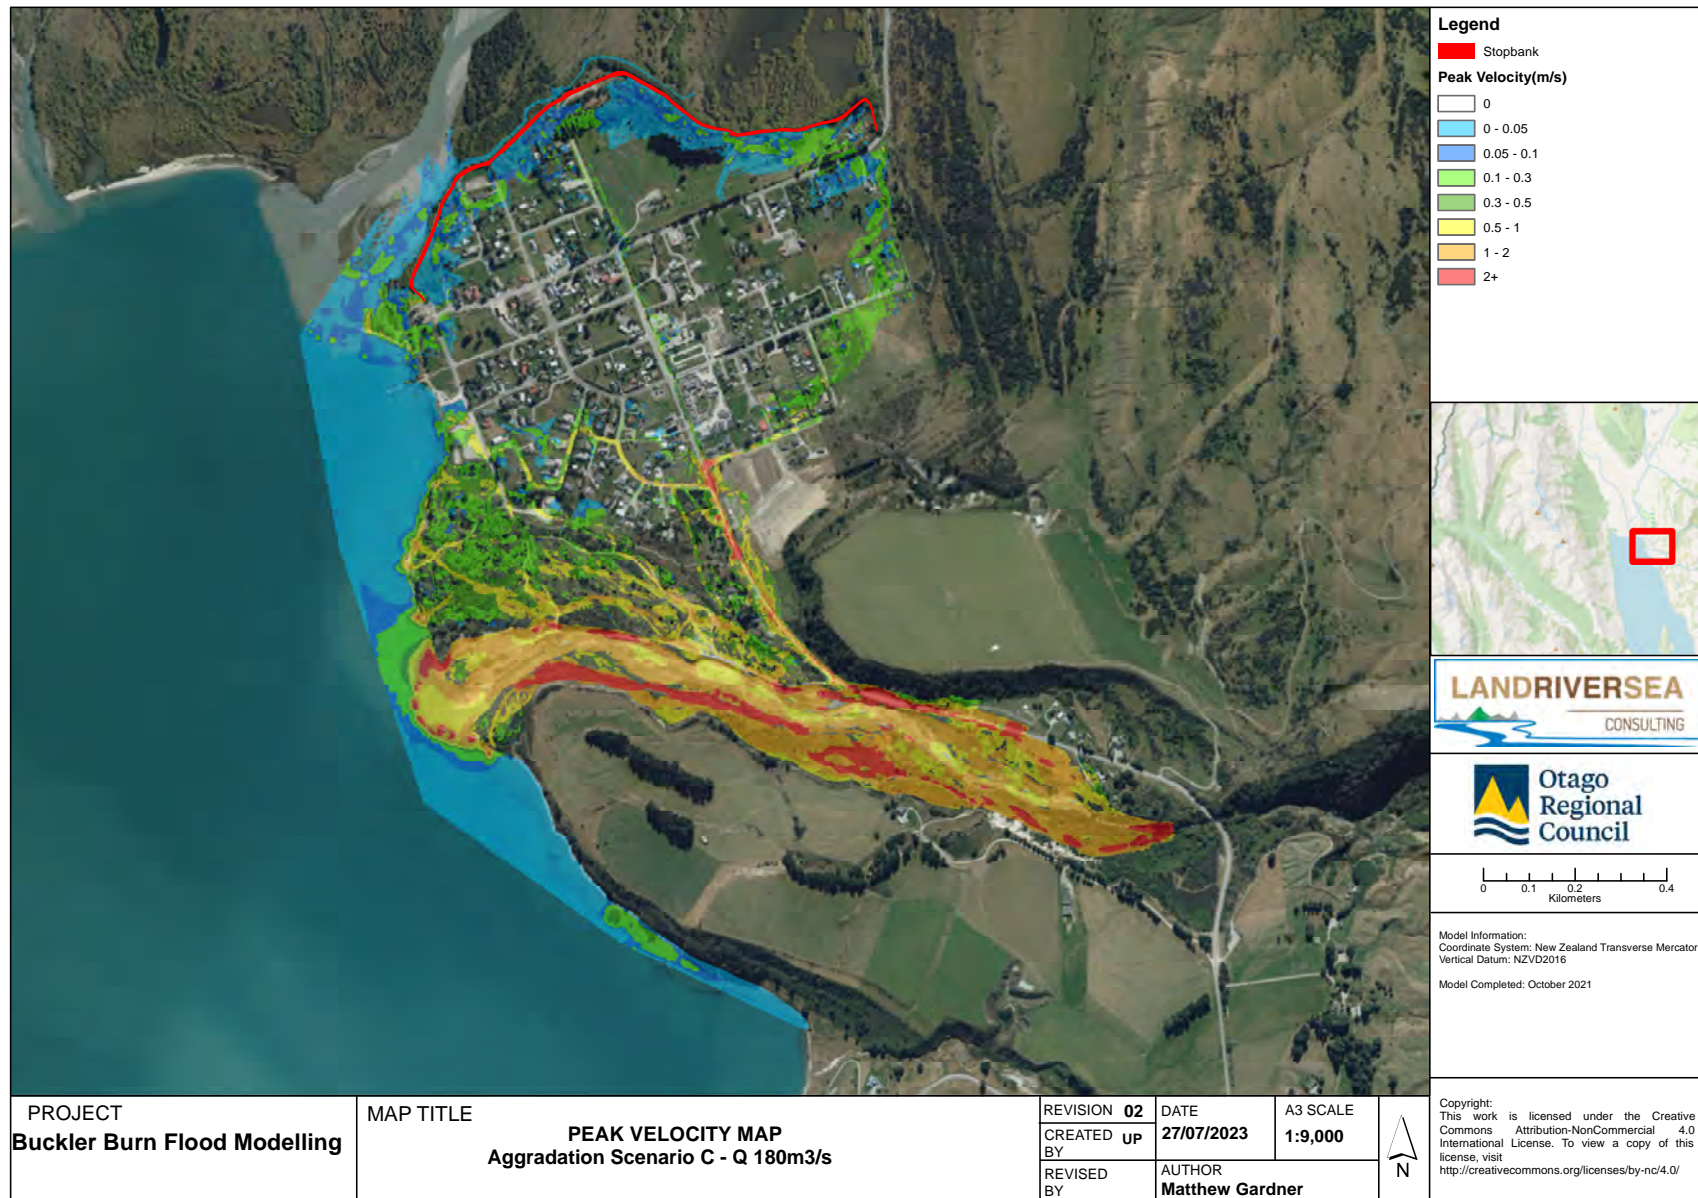 Legend
Stopbank
Peak Velocity(m/s)
0
0 - 0.05
0.05 - 0.1
0.1 - 0.3
0.3 - 0.5
0.5 - 1
1 - 2
2+
LANDRIVERSEA
CONSULTING
Otago
Regional
Council
0 0.1 0.2 0.4
Kilometers
Model Information:
Coordinate System: New Zealand Transverse Mercator
Vertical Datum: NZVD2016
Model Completed: October 2021
Copyright:
This work is licensed under the Creative
Commons Attribution-NonCommercial 4.0
International License. To view a copy of this
license, visit
http://creativecommons.org/licenses/by-nc/4.0/
PROJECT
Buckler Burn Flood Modelling
MAP TITLE
PEAK VELOCITY MAP
Aggradation Scenario C - Q 180m3/s
REVISION 02
CREATED BY UP
REVISED BY
DATE
27/07/2023
A3 SCALE
1:9,000
AUTHOR
Matthew Gardner
N